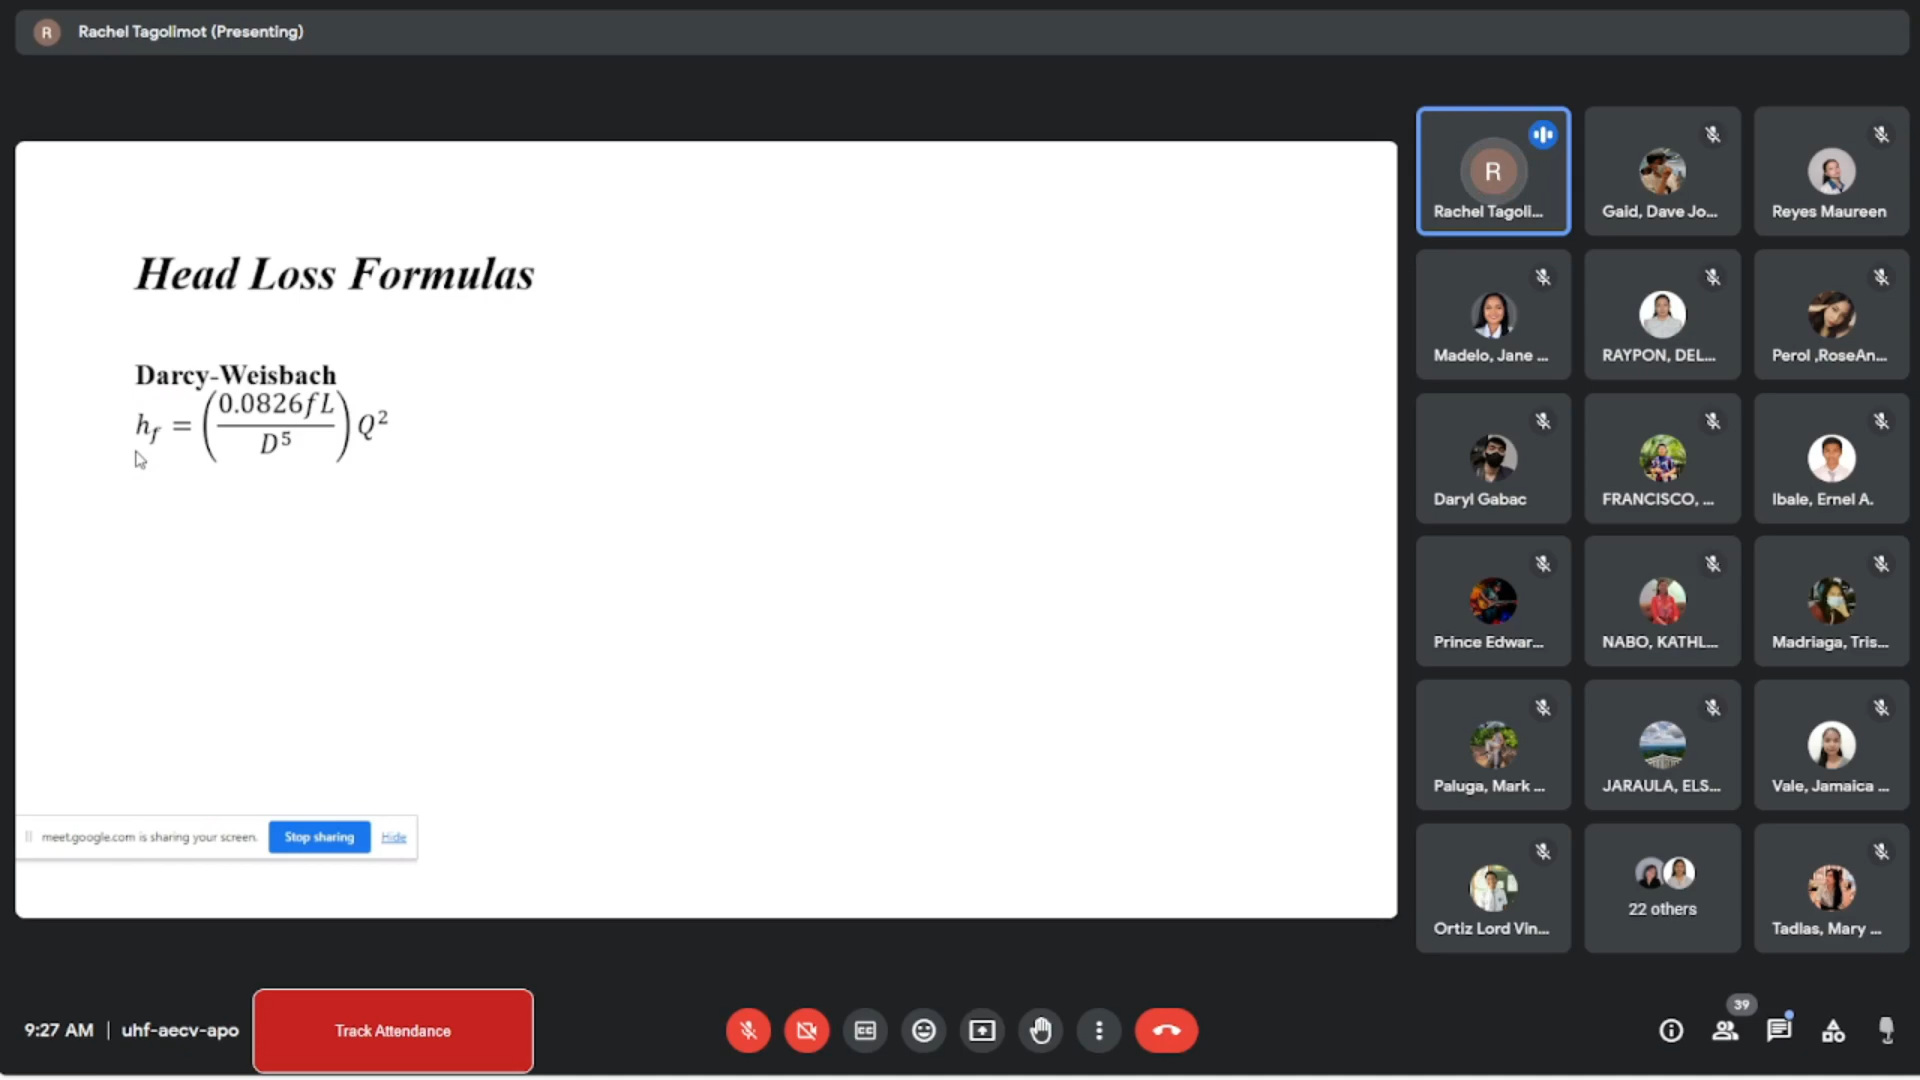 R Rachel Tagolimot (Presenting)
Head Loss Formulas
Darcy-Weisbach
h_f = (0.0826fL / D^5) Q^2
meet.google.com is sharing your screen. Stop sharing Hide
R
Rachel Tagoli...
Gaid, Dave Jo...
Reyes Maureen
Madelo, Jane ...
RAYPON, DEL...
Perol ,RoseAn...
Daryl Gabac
FRANCISCO, ...
Ibale, Ernel A.
Prince Edwar...
NABO, KATHL...
Madriaga, Tris...
Paluga, Mark ...
JARAULA, ELS...
Vale, Jamaica ...
Ortiz Lord Vin...
22 others
Tadlas, Mary ...
9:27 AM | uhf-aecv-apo
Track Attendance
CC
39